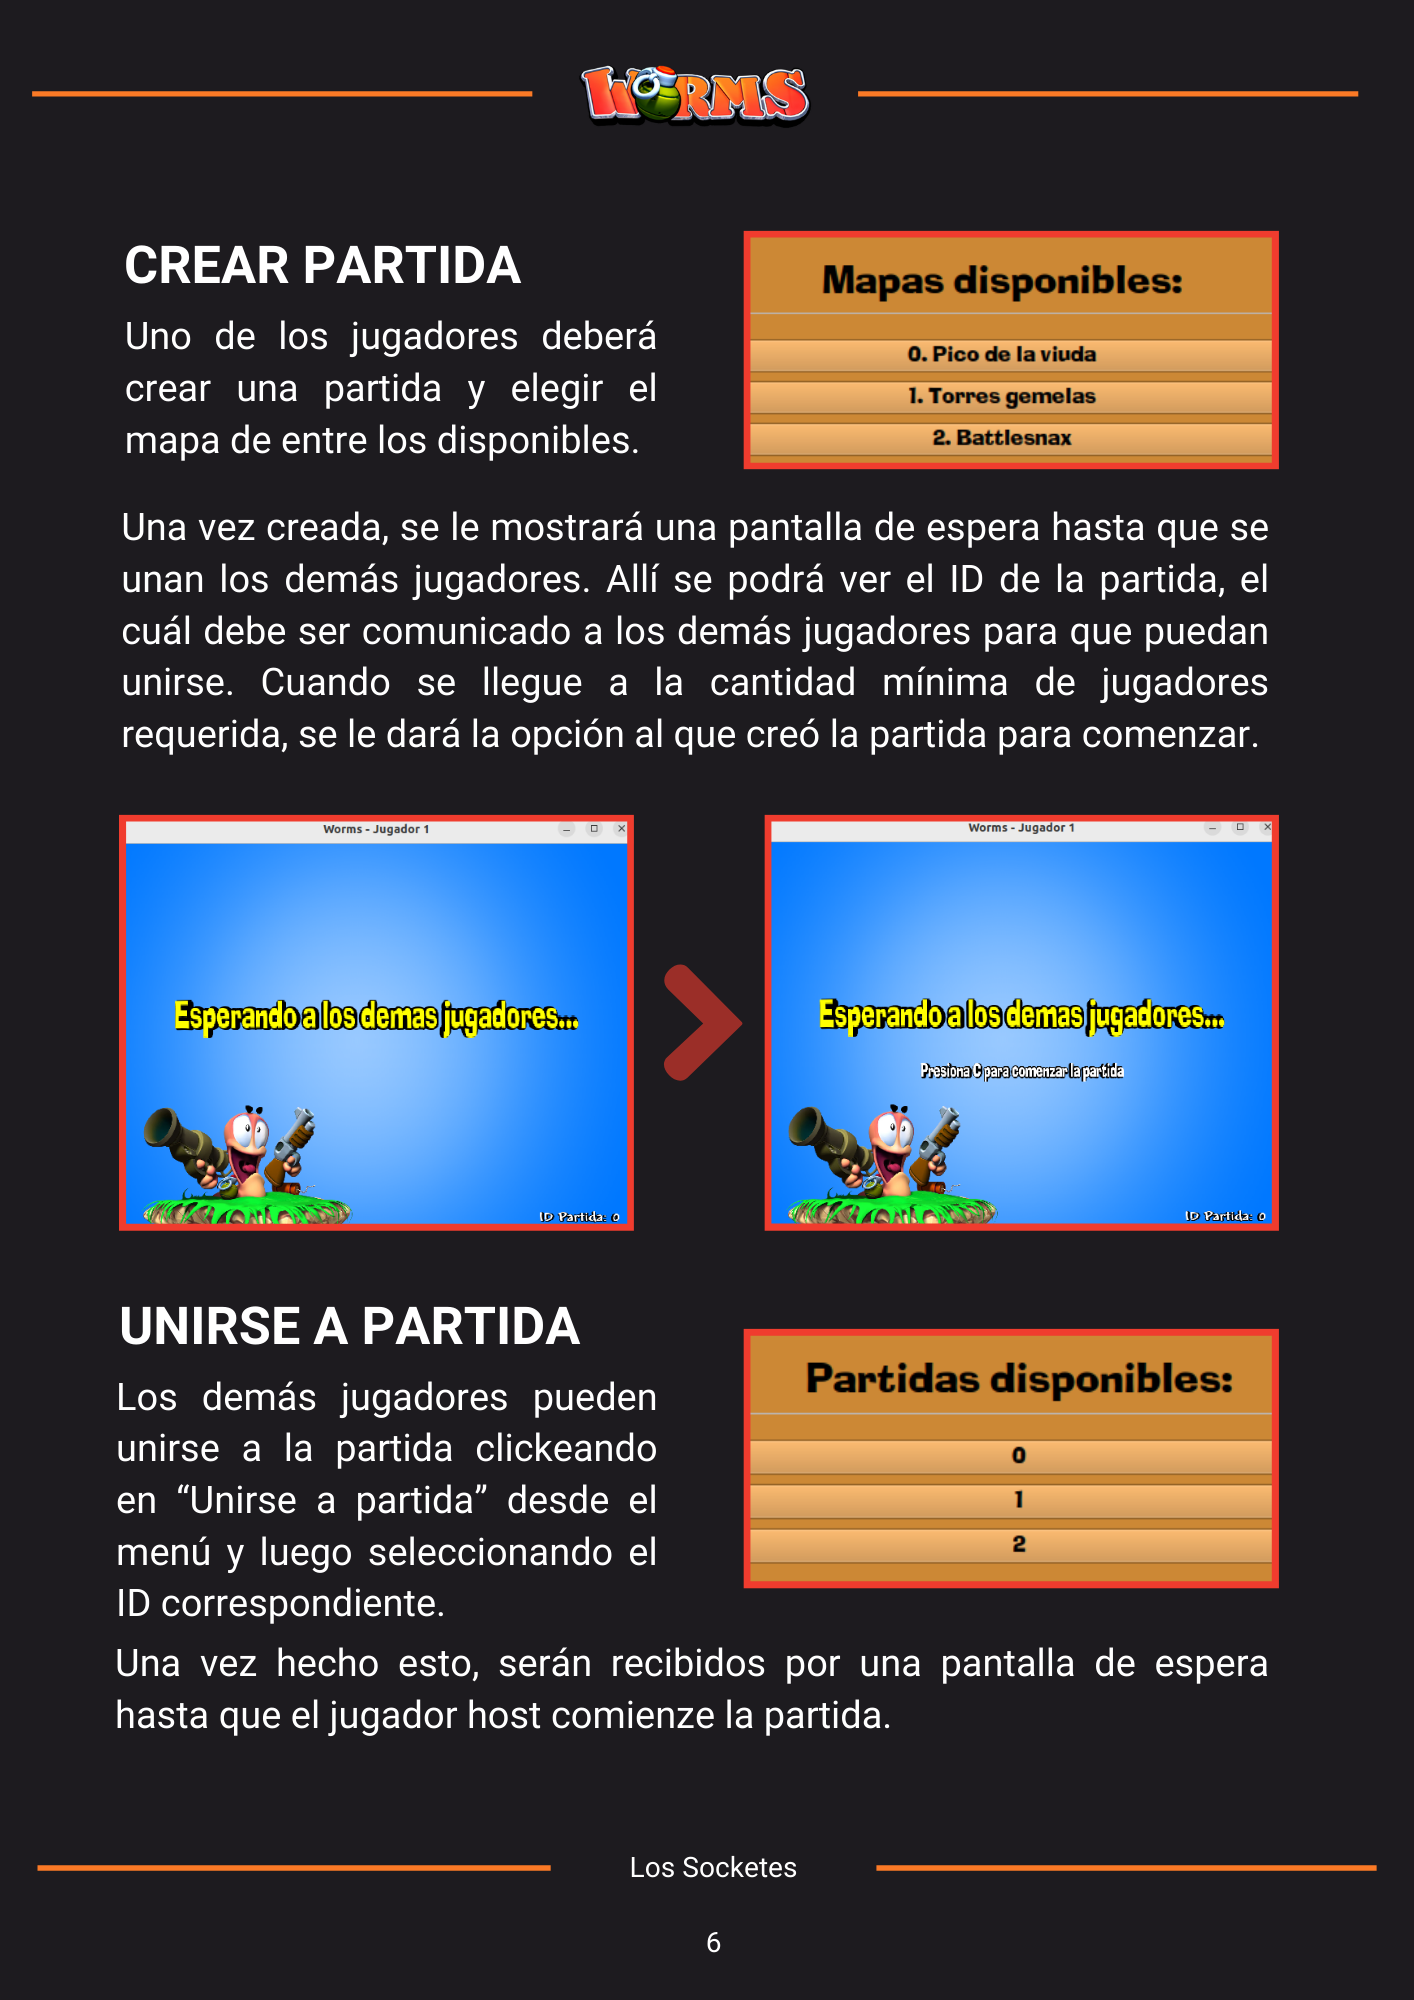 WORMS
CREAR PARTIDA
Uno de los jugadores deberá
crear una partida y elegir el
mapa de entre los disponibles.
Mapas disponibles:
0. Pico de la viuda
1. Torres gemelas
2. Battlesnax
Una vez creada, se le mostrará una pantalla de espera hasta que se
unan los demás jugadores. Allí se podrá ver el ID de la partida, el
cuál debe ser comunicado a los demás jugadores para que puedan
unirse. Cuando se llegue a la cantidad mínima de jugadores
requerida, se le dará la opción al que creó la partida para comenzar.
Worms - Jugador 1
Esperando a los demas jugadores...
ID Partida: 0
Worms - Jugador 1
Esperando a los demas jugadores...
Presiona C para comenzar la partida
ID Partida: 0
UNIRSE A PARTIDA
Los demás jugadores pueden
unirse a la partida clickeando
en “Unirse a partida” desde el
menú y luego seleccionando el
ID correspondiente.
Partidas disponibles:
0
1
2
Una vez hecho esto, serán recibidos por una pantalla de espera
hasta que el jugador host comienze la partida.
Los Socketes
6